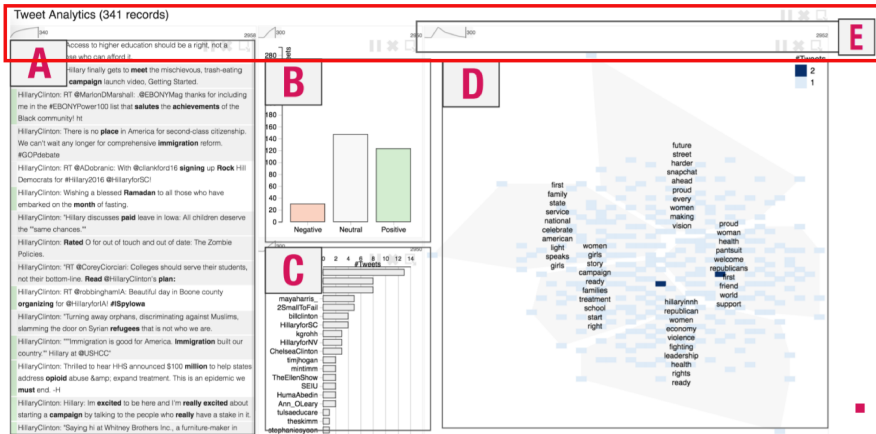 Tweet Analytics (341 records)
340
2958
300
2950
300
2952
A
Access to higher education should be a right, not a
se who can afford it.
Hillary finally gets to meet the mischevous, trash-eating
campaign launch video, Getting Started
HillaryClinton: RT @MarlonDMarshall: .@EBONYMag thanks for including
me in the #EBONYPower100 list that salutes the achievements of the
Black community! ht
HillaryClinton: There is no place in America for second-class citizenship.
We can't wait any longer for comprehensive immigration reform.
#GOPdebate
HillaryClinton: RT @ADobranic: With @cllankford16 signing up Rock Hill
Democrats for #Hillary2016 @HillaryforSC!
HillaryClinton: Wishing a blessed Ramadan to all those who have
embarked on the month of fasting.
HillaryClinton: "Hillary discusses paid leave in Iowa: All children deserve
the ""same chances.""
HillaryClinton: Rated O for out of touch and out of date: The Zombie
Policies.
HillaryClinton: "RT @CoreyCiorciari: Colleges should serve their students,
not their bottom-line. Read @HillaryClinton's plan:
HillaryClinton: RT @robbinghamIA: Beautiful day in Boone county
organizing for @HillaryforIA! #ISpyIowa
HillaryClinton: "Turning away orphans, discriminating against Muslims,
slamming the door on Syrian refugees that is not who we are.
HillaryClinton: """Immigration is good for America. Immigration built our
country."" Hillary at @USHCC"
HillaryClinton: Thrilled to hear HHS announced $100 million to help states
address opioid abuse &amp; expand treatment. This is an epidemic we
must end. -H
HillaryClinton: Hillary: Im excited to be here and I'm really excited about
starting a campaign by talking to the people who really have a stake in it.
HillaryClinton: "Saying hi at Whitney Brothers Inc., a furniture-maker in
B
280
180
160
140
120
100
80
60
40
20
0
Negative
Neutral
Positive
C
0 2 4 6 8 10 12 14
#Tweets
mayaharris_
2SmallToFail
billclinton
HillaryforSC
kgrohh
HillaryforNV
ChelseaClinton
timjhogan
mintimm
TheEllenShow
SEIU
HumaAbedin
Ann_OLeary
tulsaeducare
theskimm
stephaniesyoon
D
E
#Tweets
2
1
future
street
harder
snapchat
ahead
proud
every
women
making
vision
first
family
state
service
national
celebrate
american
light
speaks
girls
proud
woman
health
pantsuit
welcome
republicans
first
friend
world
support
women
girls
story
campaign
ready
families
treatment
school
start
right
hillaryinnh
republican
women
economy
violence
fighting
leadership
health
rights
ready